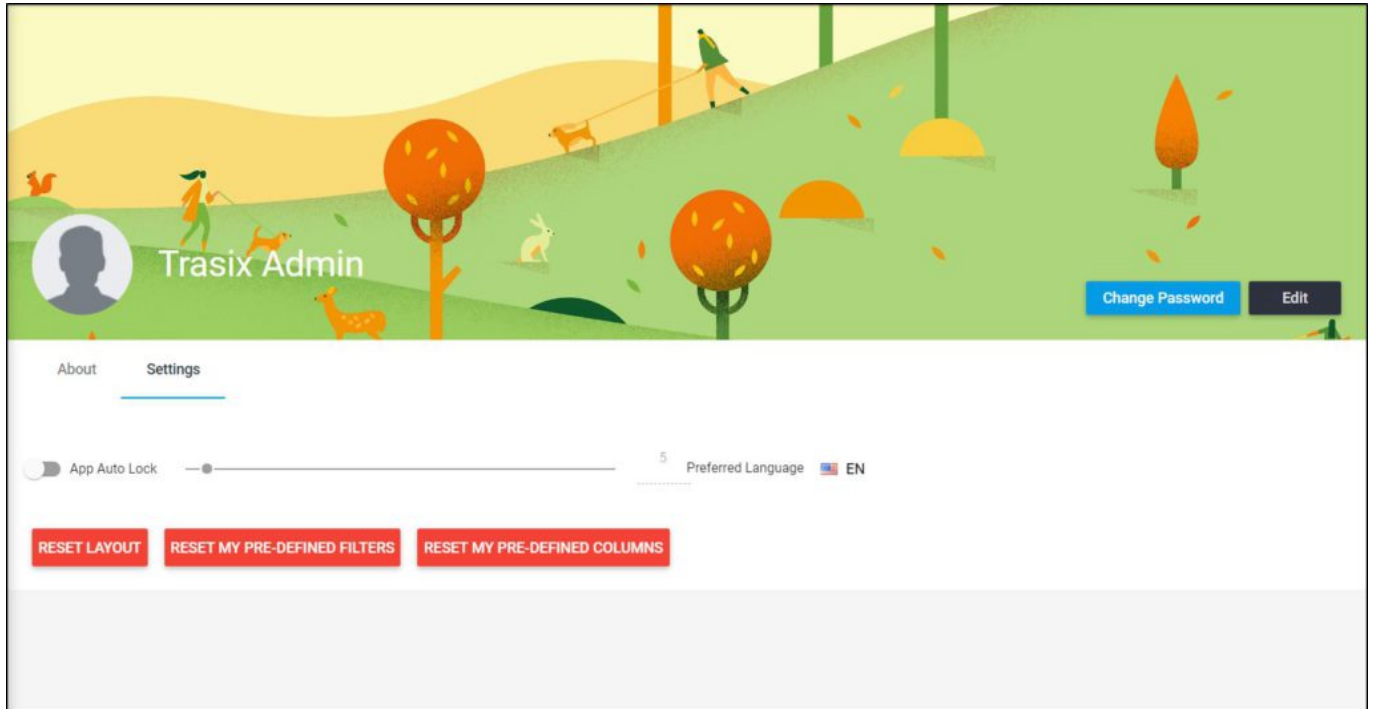 Trasix Admin
Change Password
Edit
About
Settings
App Auto Lock
5
Preferred Language
EN
RESET LAYOUT
RESET MY PRE-DEFINED FILTERS
RESET MY PRE-DEFINED COLUMNS